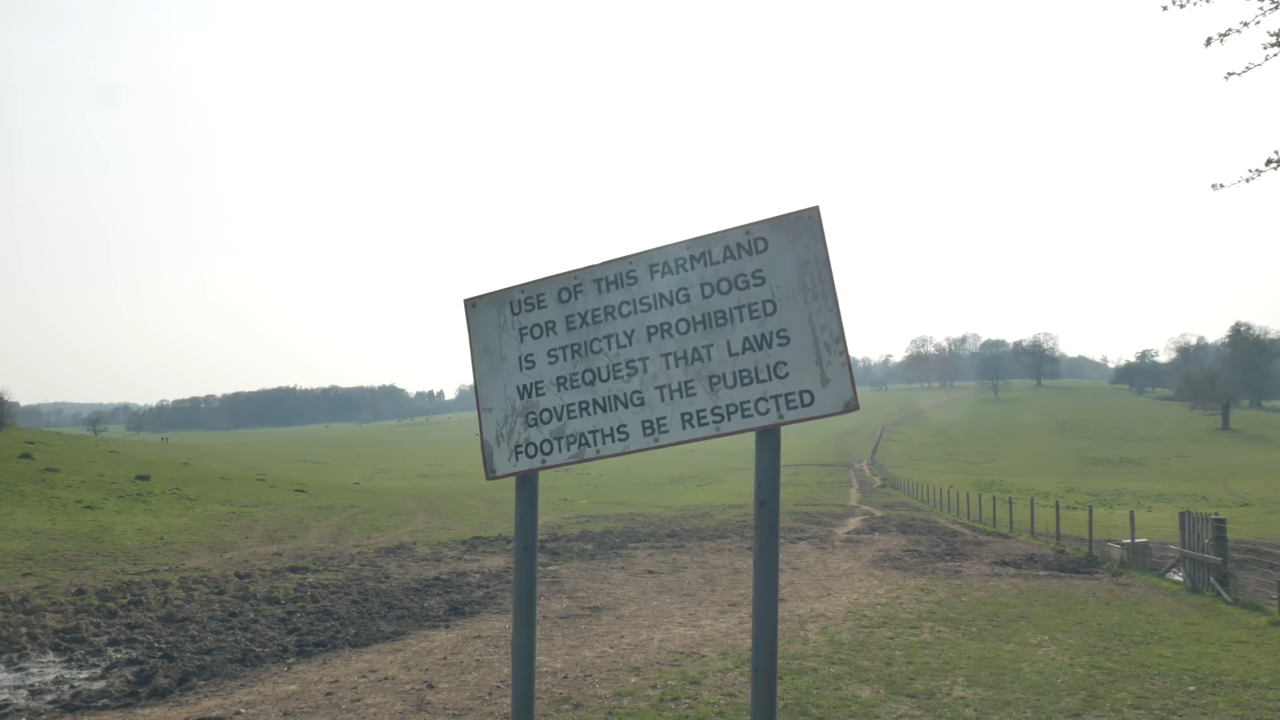 USE OF THIS FARMLAND
FOR EXERCISING DOGS
IS STRICTLY PROHIBITED
WE REQUEST THAT LAWS
GOVERNING THE PUBLIC
FOOTPATHS BE RESPECTED